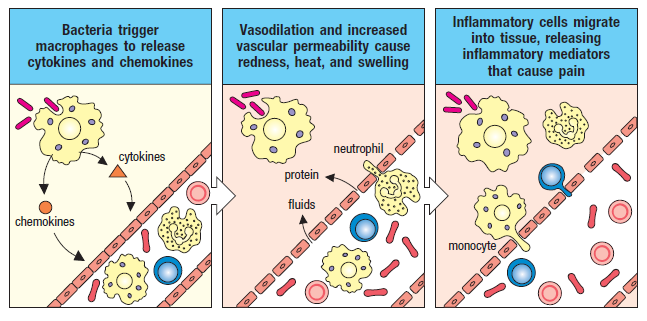 Bacteria trigger
macrophages to release
cytokines and chemokines
Vasodilation and increased
vascular permeability cause
redness, heat, and swelling
Inflammatory cells migrate
into tissue, releasing
inflammatory mediators
that cause pain
cytokines
chemokines
neutrophil
protein
fluids
monocyte